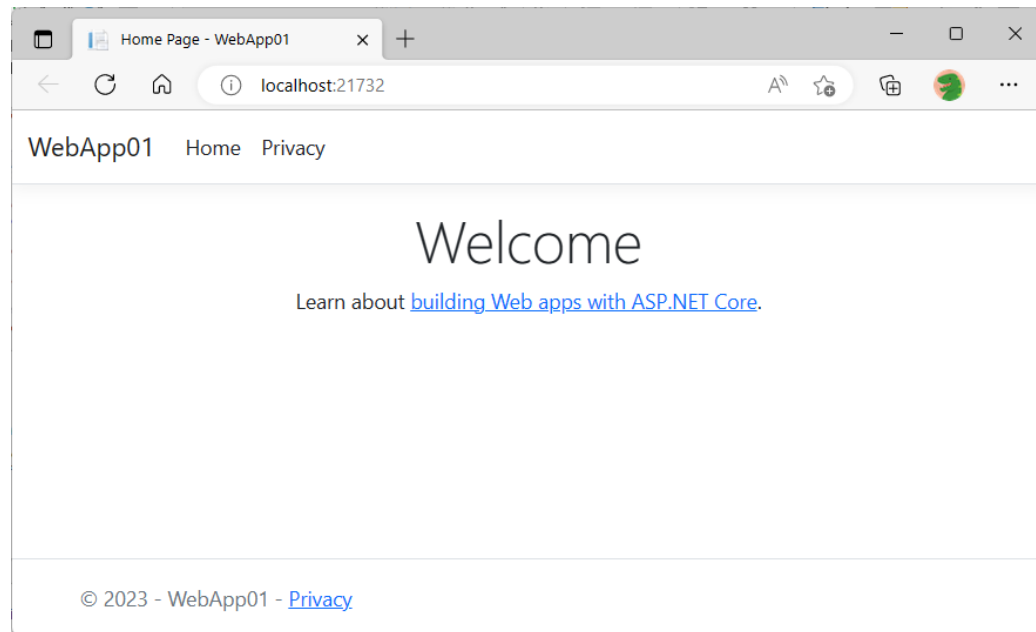 Home Page - WebApp01
localhost:21732
WebApp01 Home Privacy
Welcome
Learn about building Web apps with ASP.NET Core.
© 2023 - WebApp01 - Privacy